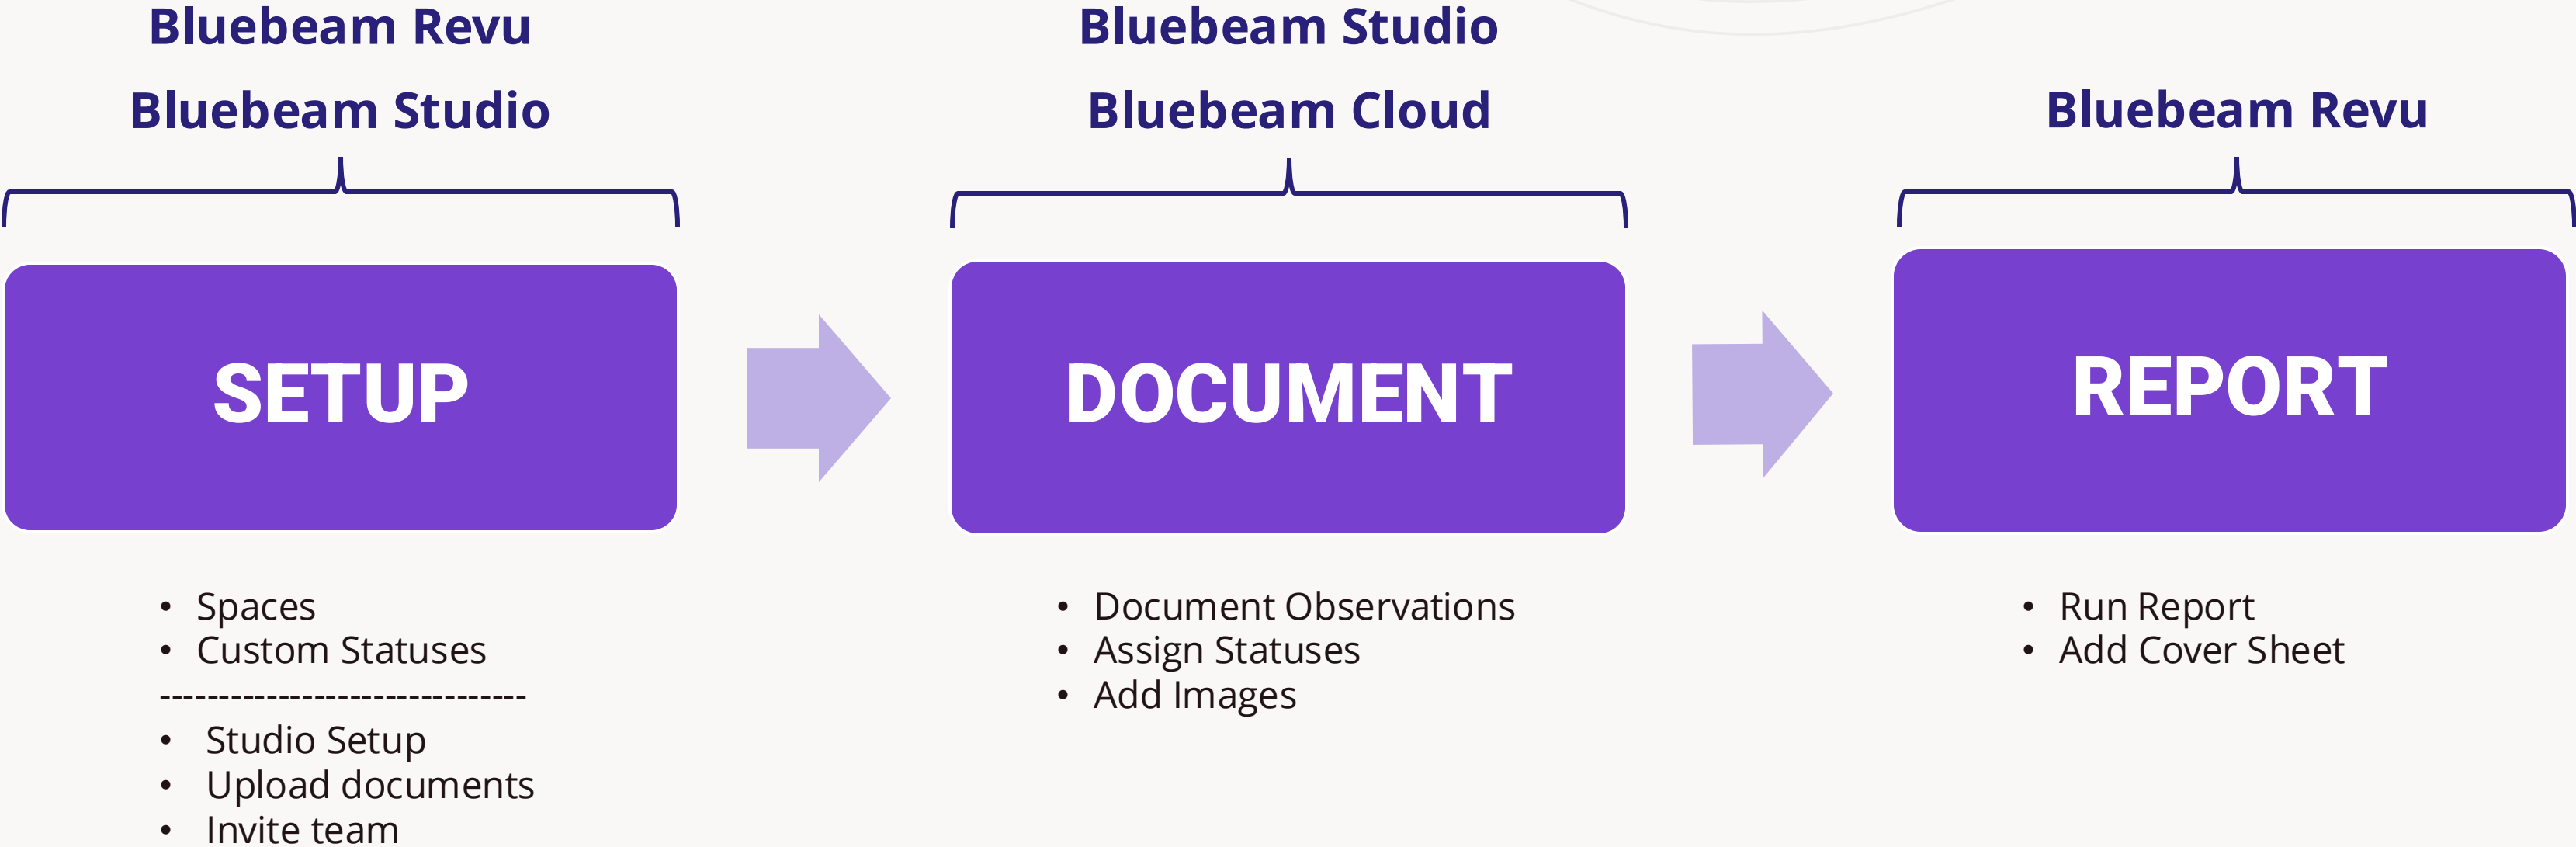 Bluebeam Revu
Bluebeam Studio
SETUP
• Spaces
• Custom Statuses
-------------------------------
• Studio Setup
• Upload documents
• Invite team
Bluebeam Studio
Bluebeam Cloud
DOCUMENT
• Document Observations
• Assign Statuses
• Add Images
Bluebeam Revu
REPORT
• Run Report
• Add Cover Sheet